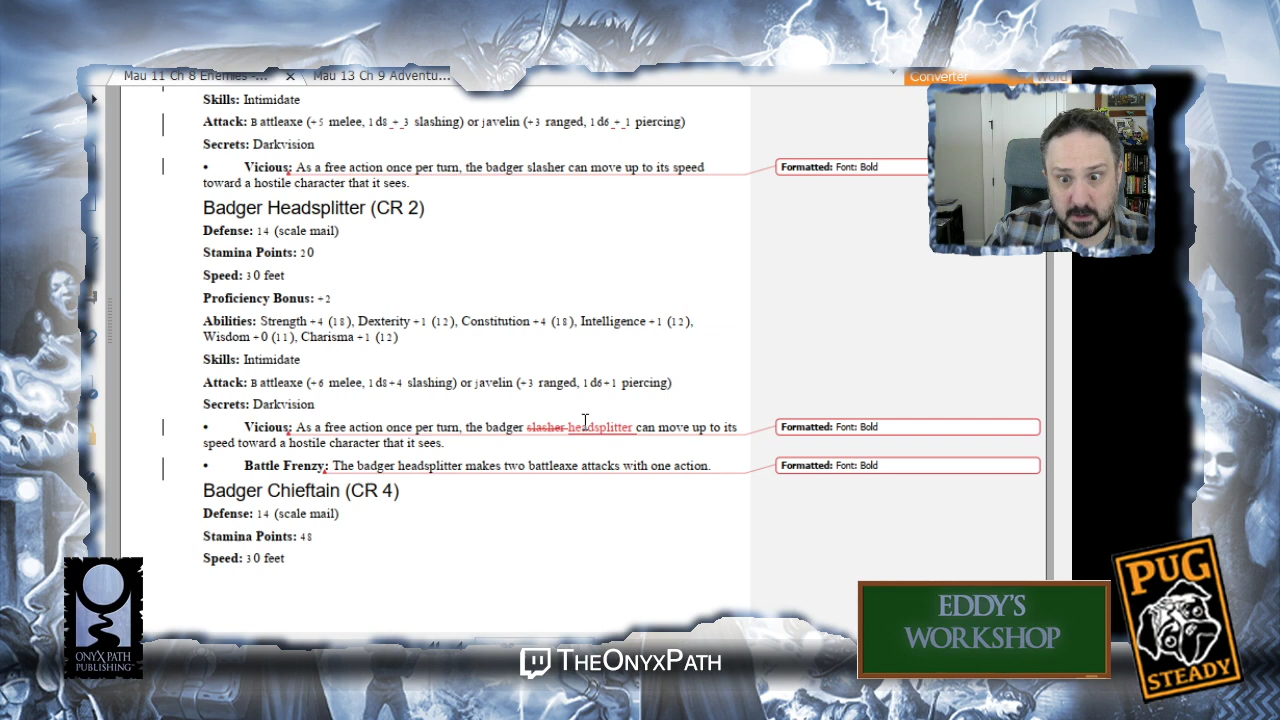 Mau 11 Ch 8 Enemies -... × Mau 13 Ch 9 Adventu...
Converter
Word
Skills: Intimidate
Attack: Battleaxe (+5 melee, 1d8 + 3 slashing) or javelin (+3 ranged, 1d6 + 1 piercing)
Secrets: Darkvision
• Vicious: As a free action once per turn, the badger slasher can move up to its speed
toward a hostile character that it sees.
Formatted: Font: Bold
Badger Headsplitter (CR 2)
Defense: 14 (scale mail)
Stamina Points: 20
Speed: 30 feet
Proficiency Bonus: +2
Abilities: Strength +4 (18), Dexterity +1 (12), Constitution +4 (18), Intelligence +1 (12),
Wisdom +0 (11), Charisma +1 (12)
Skills: Intimidate
Attack: Battleaxe (+6 melee, 1d8+4 slashing) or javelin (+3 ranged, 1d6+1 piercing)
Secrets: Darkvision
• Vicious: As a free action once per turn, the badger slasher headsplitter can move up to its
speed toward a hostile character that it sees.
Formatted: Font: Bold
• Battle Frenzy: The badger headsplitter makes two battleaxe attacks with one action.
Formatted: Font: Bold
Badger Chieftain (CR 4)
Defense: 14 (scale mail)
Stamina Points: 48
Speed: 30 feet
ONYX PATH
PUBLISHING™
THEONYXPATH
EDDY'S
WORKSHOP
PUG
STEADY